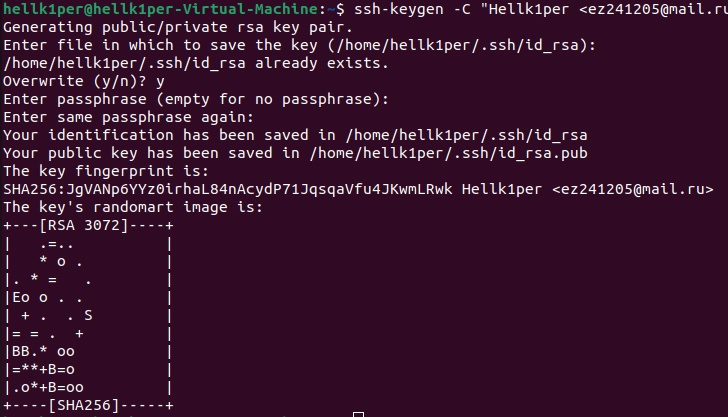 hellk1per@hellk1per-Virtual-Machine:~$ ssh-keygen -C "Hellk1per <ez241205@mail.ru
Generating public/private rsa key pair.
Enter file in which to save the key (/home/hellk1per/.ssh/id_rsa):
/home/hellk1per/.ssh/id_rsa already exists.
Overwrite (y/n)? y
Enter passphrase (empty for no passphrase):
Enter same passphrase again:
Your identification has been saved in /home/hellk1per/.ssh/id_rsa
Your public key has been saved in /home/hellk1per/.ssh/id_rsa.pub
The key fingerprint is:
SHA256:JgVANp6YYz0irhaL84nAcydP71JqsqaVfu4JKwmLRwk Hellk1per <ez241205@mail.ru>
The key's randomart image is:
+---[RSA 3072]----+
|    .=..         |
|    * o .        |
|. * =   .        |
|Eo o . .         |
| + .  . S        |
|= = .  +         |
|BB.* oo          |
|=**+B=o          |
|.o*+B=oo         |
+----[SHA256]-----+